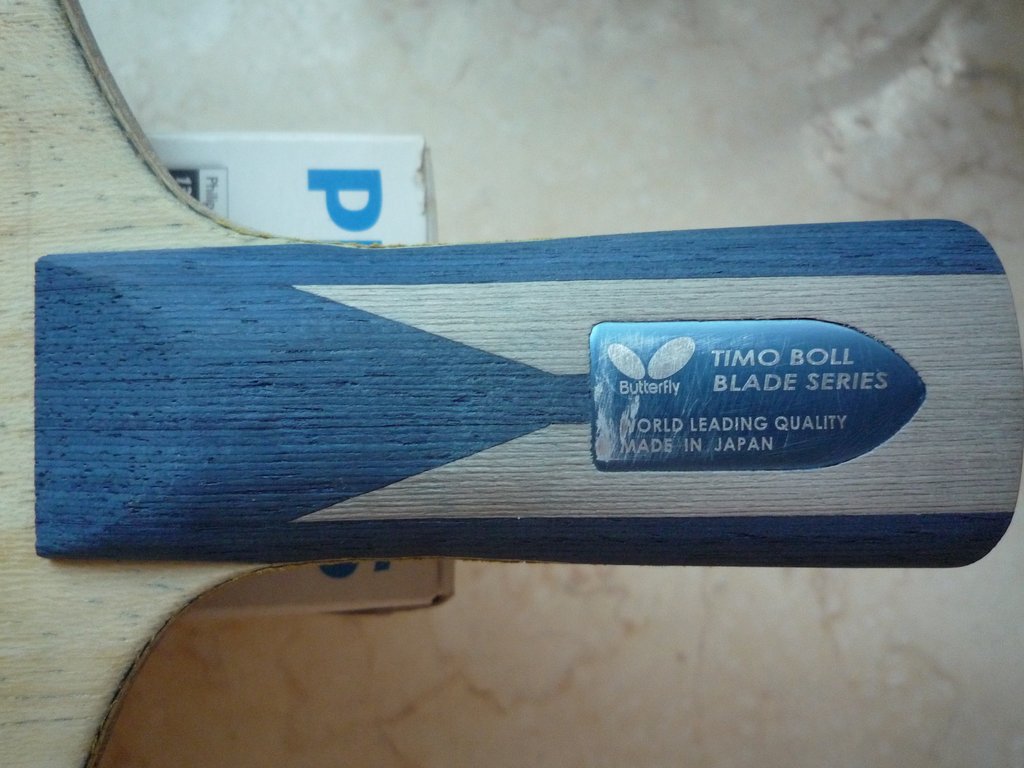 Butterfly
TIMO BOLL
BLADE SERIES
WORLD LEADING QUALITY
MADE IN JAPAN